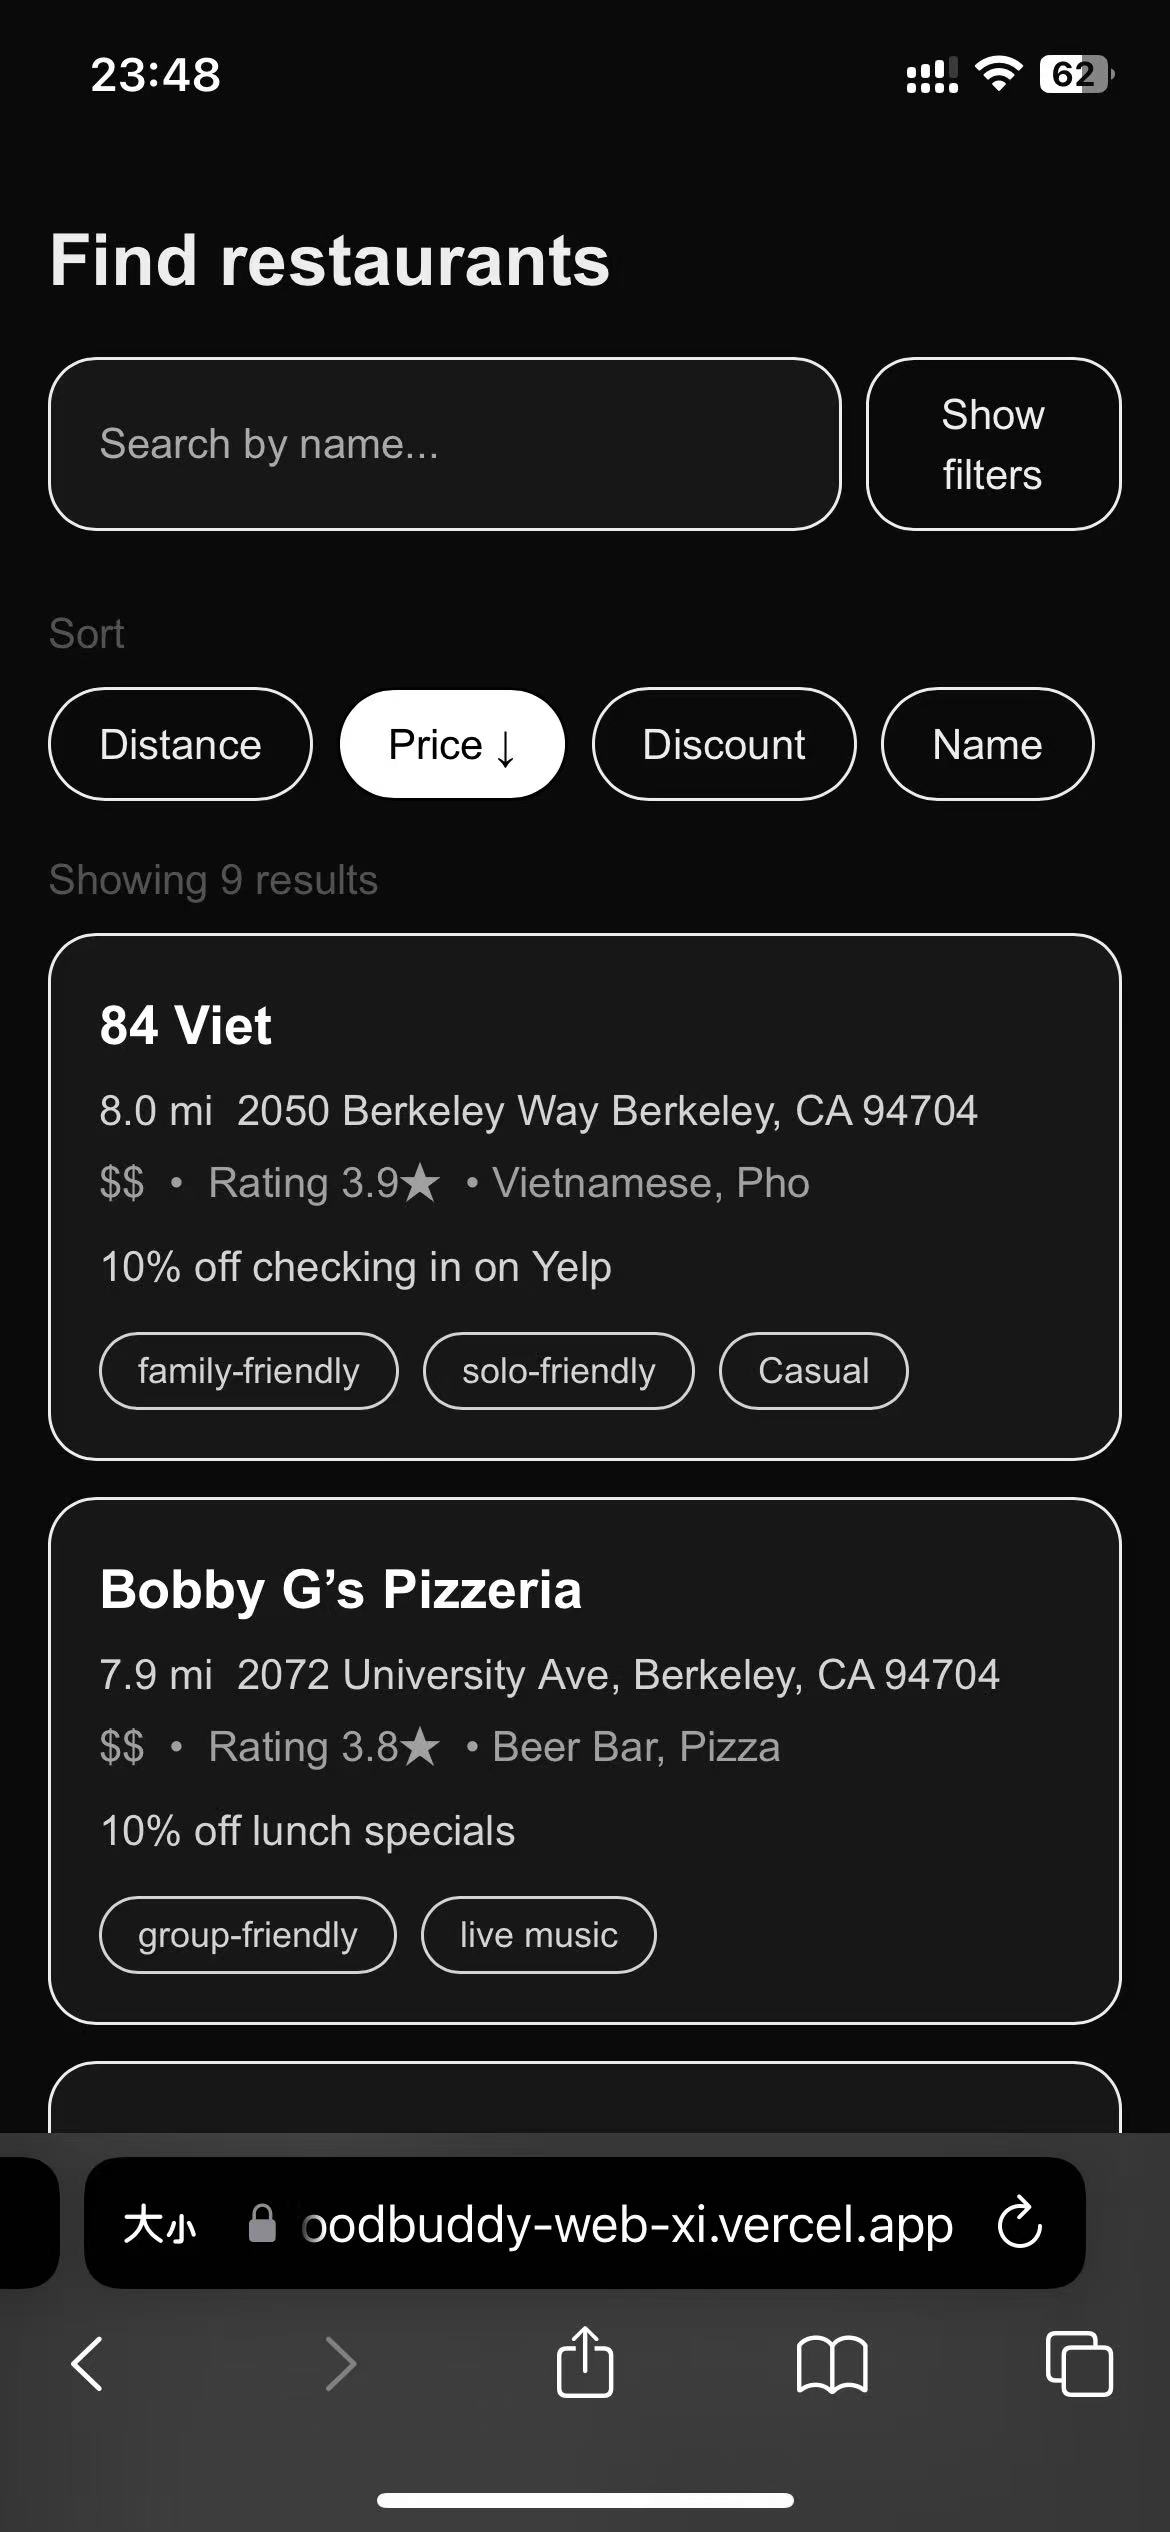 23:48
62
Find restaurants
Search by name...
Show
filters
Sort
Distance Price ↓ Discount Name
Showing 9 results
84 Viet
8.0 mi 2050 Berkeley Way Berkeley, CA 94704
$$ • Rating 3.9★ • Vietnamese, Pho
10% off checking in on Yelp
family-friendly solo-friendly Casual
Bobby G’s Pizzeria
7.9 mi 2072 University Ave, Berkeley, CA 94704
$$ • Rating 3.8★ • Beer Bar, Pizza
10% off lunch specials
group-friendly live music
大小 oodbuddy-web-xi.vercel.app